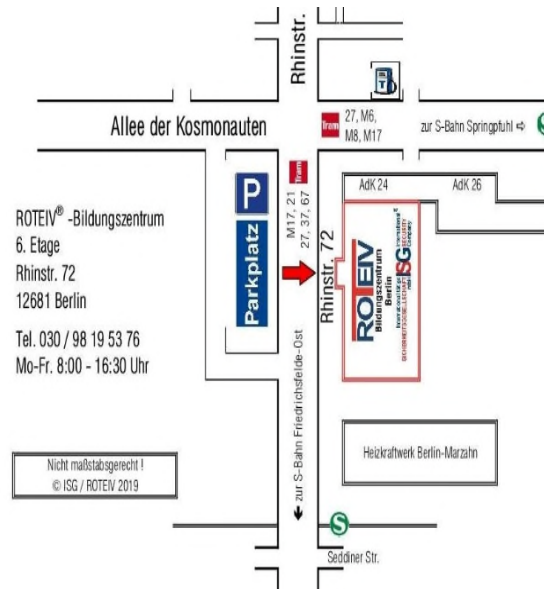 Rhinstr.
Allee der Kosmonauten
Tram
27, M6,
M8, M17
zur S-Bahn Springpfuhl ⇨
S
T
P
Parkplatz
M17, 21
27, 37, 67
Tram
AdK 24
AdK 26
ROTEIV® -Bildungszentrum
6. Etage
Rhinstr. 72
12681 Berlin
Tel. 030 / 98 19 53 76
Mo-Fr. 8:00 - 16:30 Uhr
Rhinstr. 72
ROTEIV
Bildungszentrum
Berlin
ISG
← zur S-Bahn Friedrichsfelde-Ost
Heizkraftwerk Berlin-Marzahn
Nicht maßstabsgerecht !
© ISG / ROTEIV 2019
S
Seddiner Str.